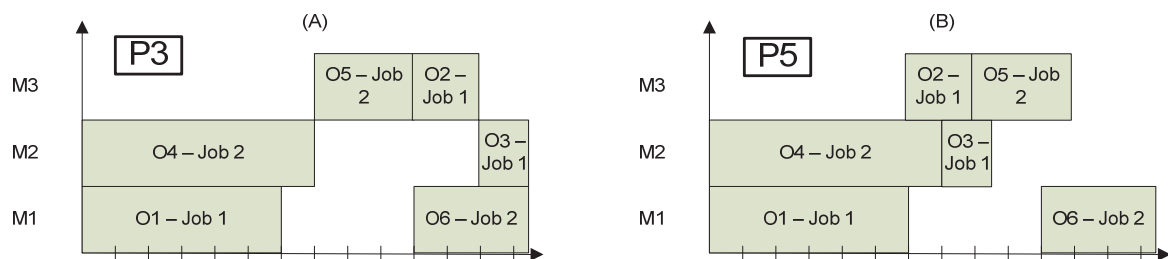 (A)
P3
M3
O5 – Job
2
O2 –
Job 1
M2
O4 – Job 2
O3 –
Job 1
M1
O1 – Job 1
O6 – Job 2
(B)
P5
M3
O2 –
Job 1
O5 – Job
2
M2
O4 – Job 2
O3 –
Job 1
M1
O1 – Job 1
O6 – Job 2